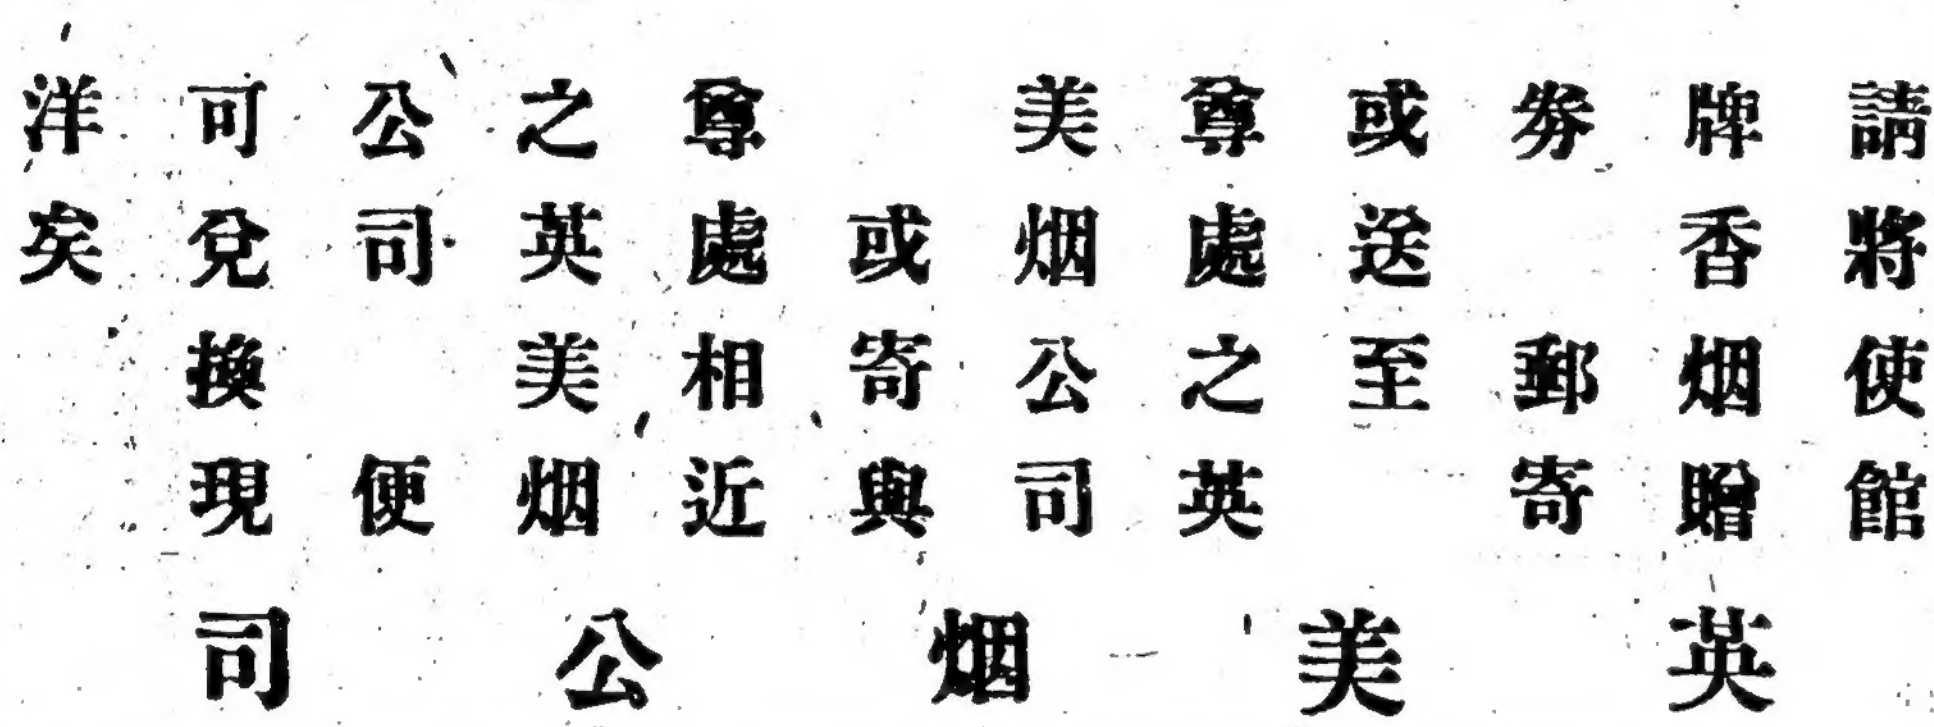 請將使館
牌香烟贈
券 郵寄
或送至
尊處之英
美烟公司
或寄與
尊處相近
之英美烟
公司 便
可兌換現
洋矣
英美烟公司